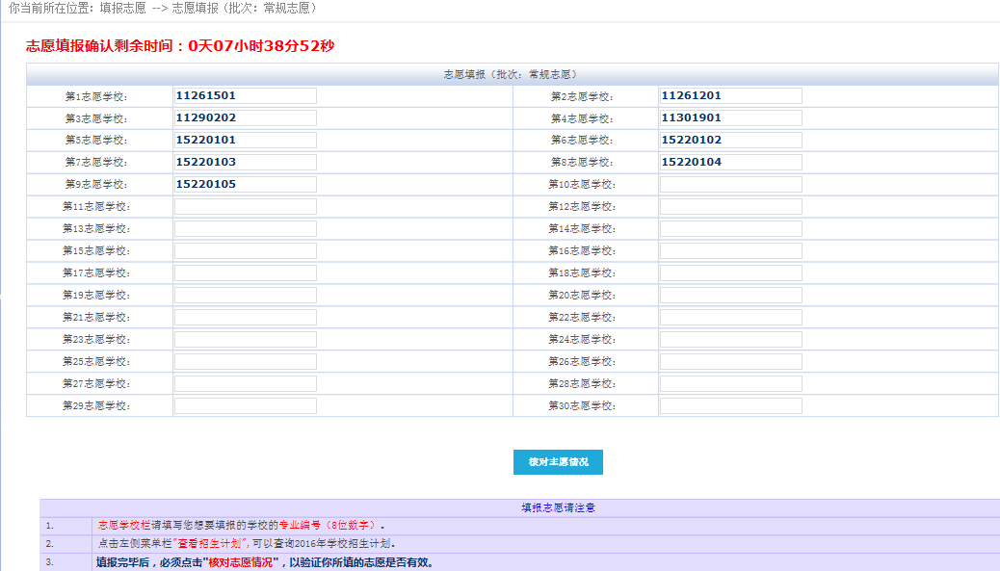 你当前所在位置: 填报志愿 --> 志愿填报（批次: 常规志愿）
志愿填报确认剩余时间：0天07小时38分52秒
志愿填报（批次: 常规志愿）
第1志愿学校: 11261501 第2志愿学校: 11261201
第3志愿学校: 11290202 第4志愿学校: 11301901
第5志愿学校: 15220101 第6志愿学校: 15220102
第7志愿学校: 15220103 第8志愿学校: 15220104
第9志愿学校: 15220105 第10志愿学校:
第11志愿学校: 第12志愿学校:
第13志愿学校: 第14志愿学校:
第15志愿学校: 第16志愿学校:
第17志愿学校: 第18志愿学校:
第19志愿学校: 第20志愿学校:
第21志愿学校: 第22志愿学校:
第23志愿学校: 第24志愿学校:
第25志愿学校: 第26志愿学校:
第27志愿学校: 第28志愿学校:
第29志愿学校: 第30志愿学校:
核对志愿情况
填报志愿请注意
1. 志愿学校栏请填写您想要填报的学校的专业编号（8位数字）.
2. 点击左侧菜单栏"查看招生计划", 可以查询2016年学校招生计划.
3. 填报完毕后，必须点击"核对志愿情况"，以验证你所填的志愿是否有效。